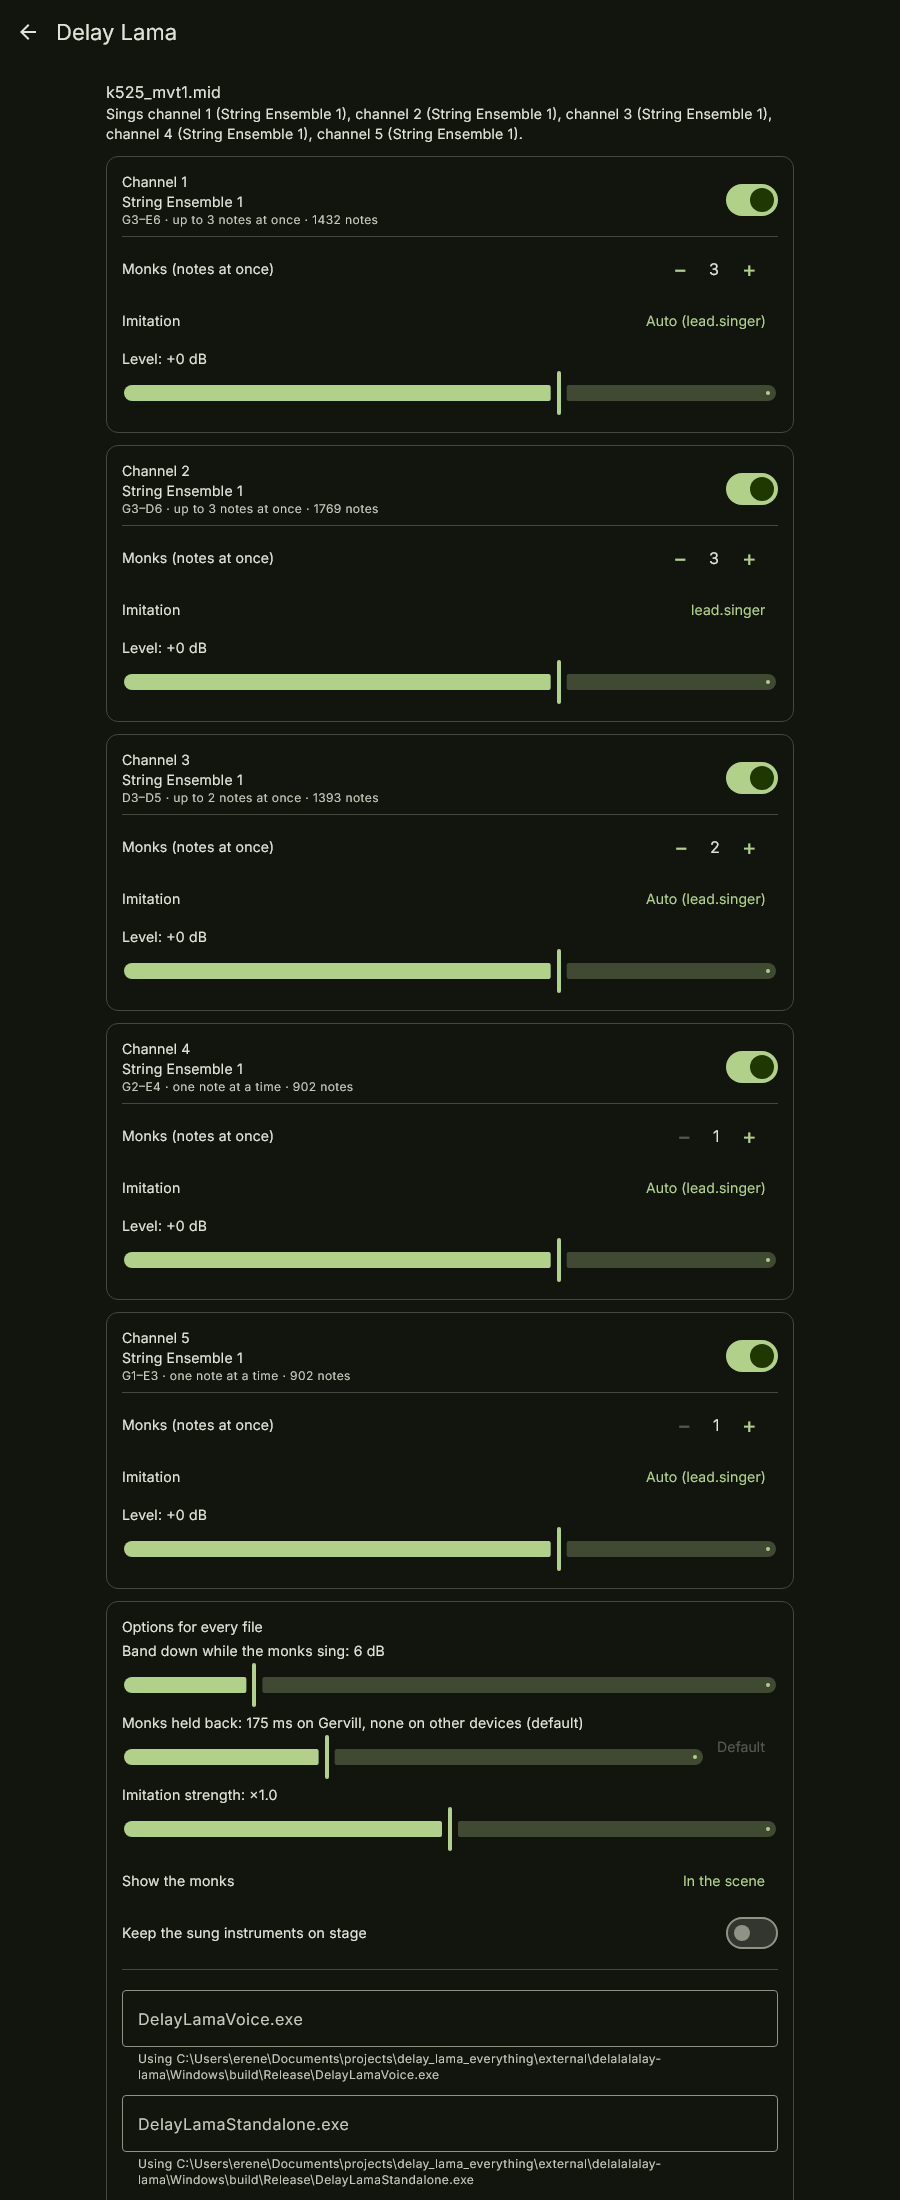 Delay Lama
k525_mvt1.mid
Sings channel 1 (String Ensemble 1), channel 2 (String Ensemble 1), channel 3 (String Ensemble 1),
channel 4 (String Ensemble 1), channel 5 (String Ensemble 1).
Channel 1
String Ensemble 1
G3–E6 · up to 3 notes at once · 1432 notes
Monks (notes at once) − 3 +
Imitation Auto (lead.singer)
Level: +0 dB
Channel 2
String Ensemble 1
G3–D6 · up to 3 notes at once · 1769 notes
Monks (notes at once) − 3 +
Imitation lead.singer
Level: +0 dB
Channel 3
String Ensemble 1
D3–D5 · up to 2 notes at once · 1393 notes
Monks (notes at once) − 2 +
Imitation Auto (lead.singer)
Level: +0 dB
Channel 4
String Ensemble 1
G2–E4 · one note at a time · 902 notes
Monks (notes at once) − 1 +
Imitation Auto (lead.singer)
Level: +0 dB
Channel 5
String Ensemble 1
G1–E3 · one note at a time · 902 notes
Monks (notes at once) − 1 +
Imitation Auto (lead.singer)
Level: +0 dB
Options for every file
Band down while the monks sing: 6 dB
Monks held back: 175 ms on Gervill, none on other devices (default)
Default
Imitation strength: ×1.0
Show the monks In the scene
Keep the sung instruments on stage
DelayLamaVoice.exe
Using C:\Users\erene\Documents\projects\delay_lama_everything\external\delalalalay-
lama\Windows\build\Release\DelayLamaVoice.exe
DelayLamaStandalone.exe
Using C:\Users\erene\Documents\projects\delay_lama_everything\external\delalalalay-
lama\Windows\build\Release\DelayLamaStandalone.exe